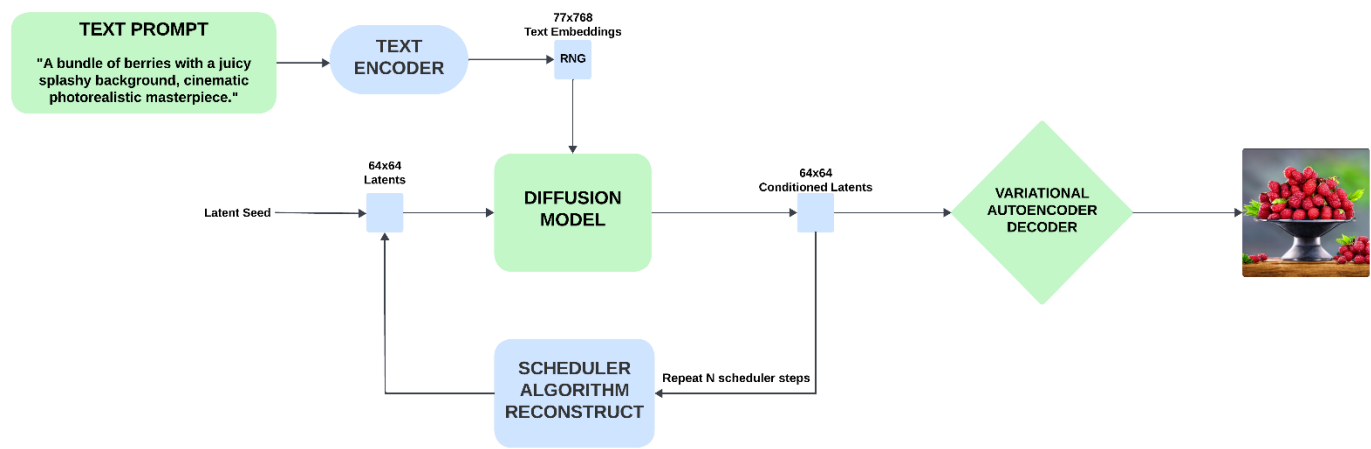 TEXT PROMPT
"A bundle of berries with a juicy
splashy background, cinematic
photorealistic masterpiece."
TEXT
ENCODER
77x768
Text Embeddings
RNG
Latent Seed
64x64
Latents
DIFFUSION
MODEL
64x64
Conditioned Latents
VARIATIONAL
AUTOENCODER
DECODER
SCHEDULER
ALGORITHM
RECONSTRUCT
Repeat N scheduler steps